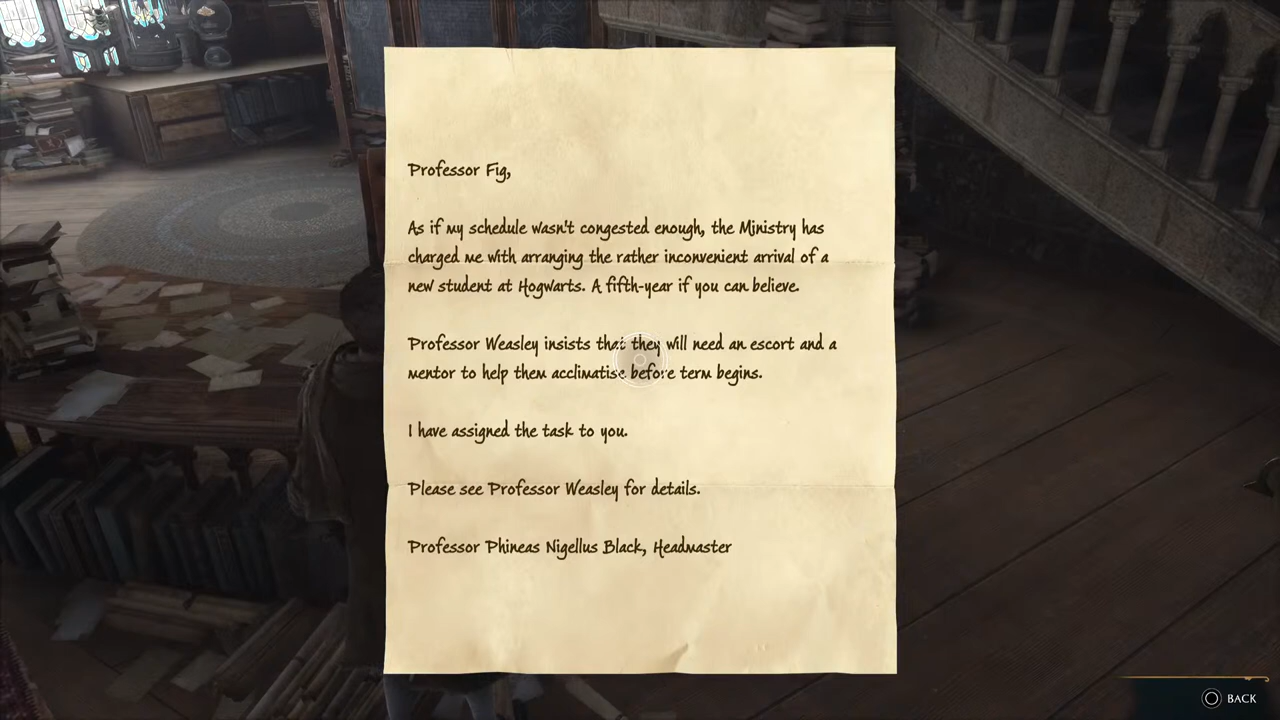 Professor Fig,
As if my schedule wasn't congested enough, the Ministry has
charged me with arranging the rather inconvenient arrival of a
new student at Hogwarts. A fifth-year if you can believe.
Professor Weasley insists that they will need an escort and a
mentor to help them acclimatise before term begins.
I have assigned the task to you.
Please see Professor Weasley for details.
Professor Phineas Nigellus Black, Headmaster
BACK